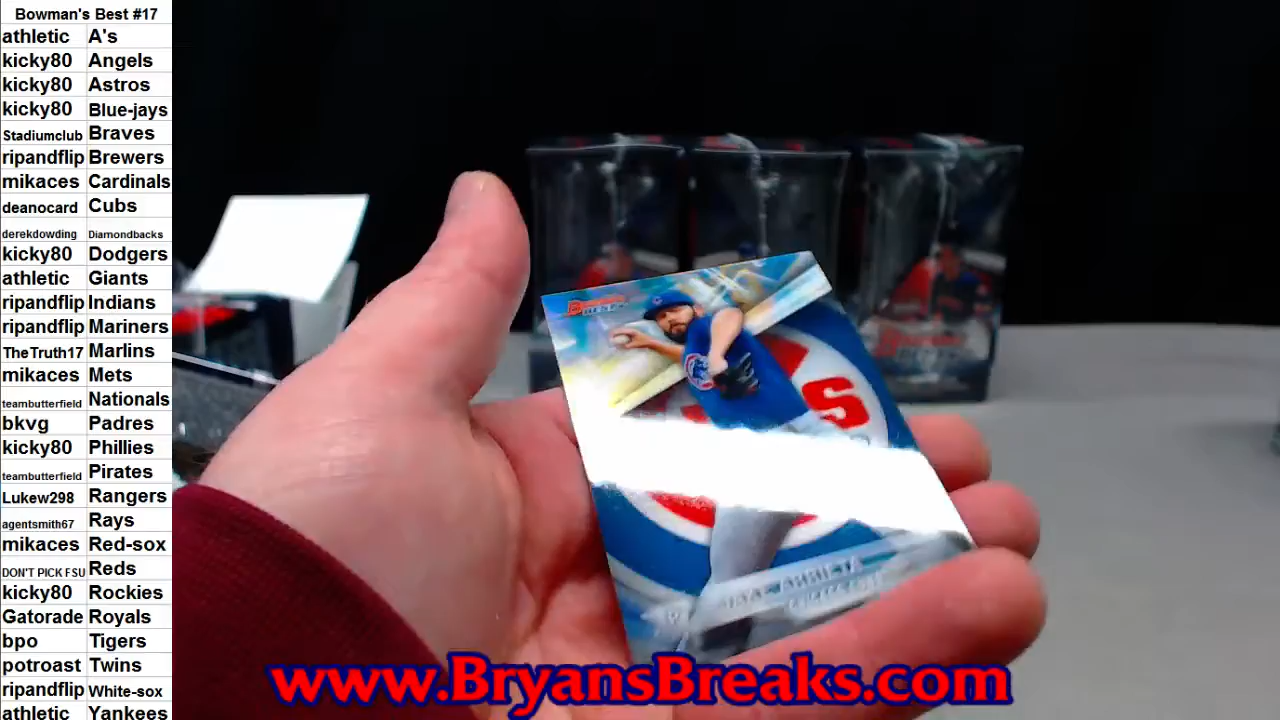 Bowman's Best #17
athletic A's
kicky80 Angels
kicky80 Astros
kicky80 Blue-jays
Stadiumclub Braves
ripandflip Brewers
mikaces Cardinals
deanocard Cubs
derekdowding Diamondbacks
kicky80 Dodgers
athletic Giants
ripandflip Indians
ripandflip Mariners
TheTruth17 Marlins
mikaces Mets
teambutterfield Nationals
bkvg Padres
kicky80 Phillies
teambutterfield Pirates
Lukew298 Rangers
agentsmith67 Rays
mikaces Red-sox
DON'T PICK FSU Reds
kicky80 Rockies
Gatorade Royals
bpo Tigers
potroast Twins
ripandflip White-sox
athletic Yankees
JAKE ARRIETA
www.BryansBreaks.com